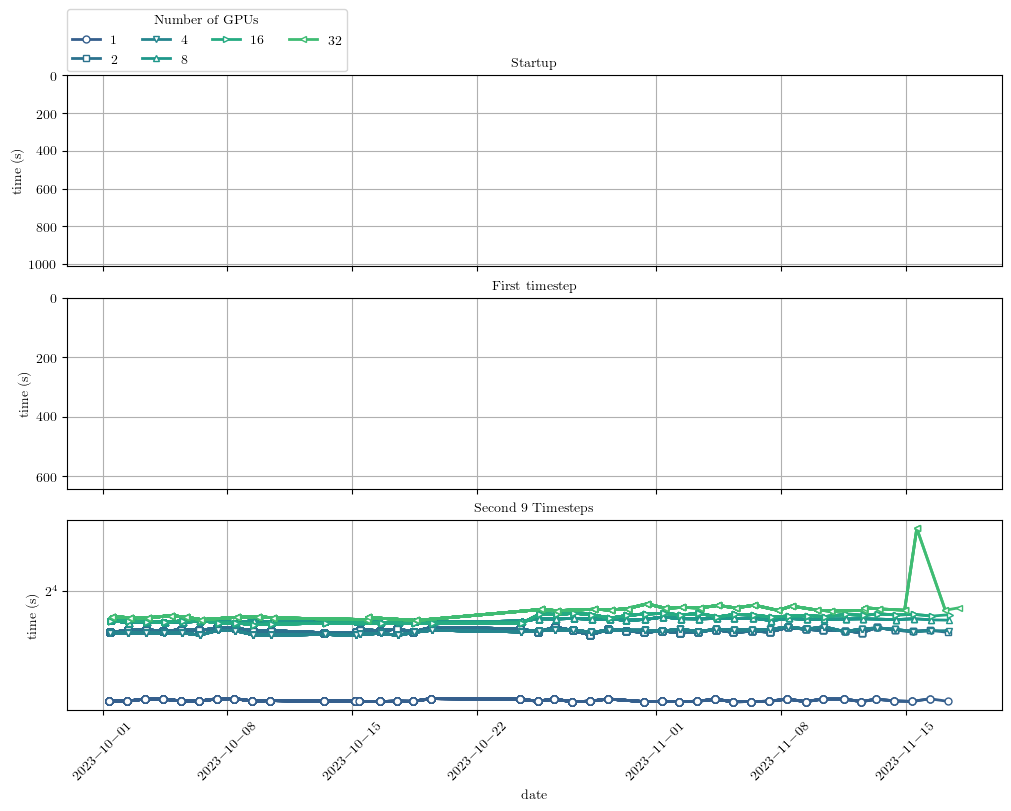 Number of GPUs
1 4 16 32
2 8
Startup
0
200
400
600
800
1000
time (s)
First timestep
0
200
400
600
time (s)
Second 9 Timesteps
2⁴
time (s)
2023−10−01 2023−10−08 2023−10−15 2023−10−22 2023−11−01 2023−11−08 2023−11−15
date